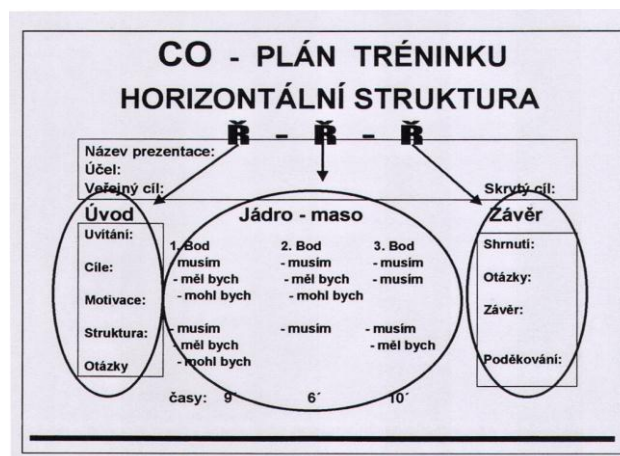 CO - PLÁN TRÉNINKU
HORIZONTÁLNÍ STRUKTURA
Ř - Ř - Ř
Název prezentace:
Účel:
Veřejný cíl: Skrytý cíl:
Úvod Jádro - maso Závěr
Uvítání:
Cíle:
Motivace:
Struktura:
Otázky
1. Bod 2. Bod 3. Bod
- musím - musím - musím
- měl bych - měl bych - musím
- mohl bych - mohl bych
- musím - musím - musím
- měl bych - měl bych
- mohl bych
časy: 9´ 6´ 10´
Shrnutí:
Otázky:
Závěr:
Poděkování: